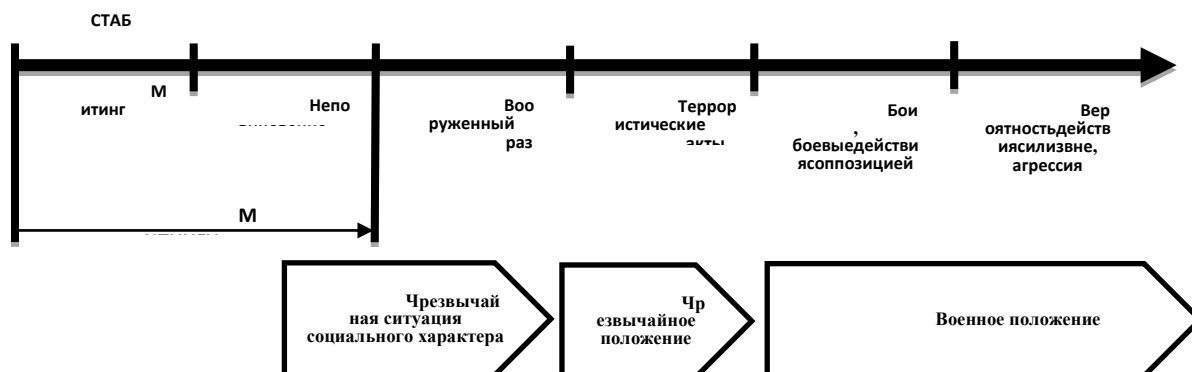 СТАБ
М
итинг
Непо
Воо
руженный
раз
Террор
истические
акты
Бои
,
боевыедействи
ясоппозицией
Вер
оятностьдейств
иясилизвне,
агрессия
М
Чрезвычай
ная ситуация
социального характера
Чр
езвычайное
положение
Военное положение